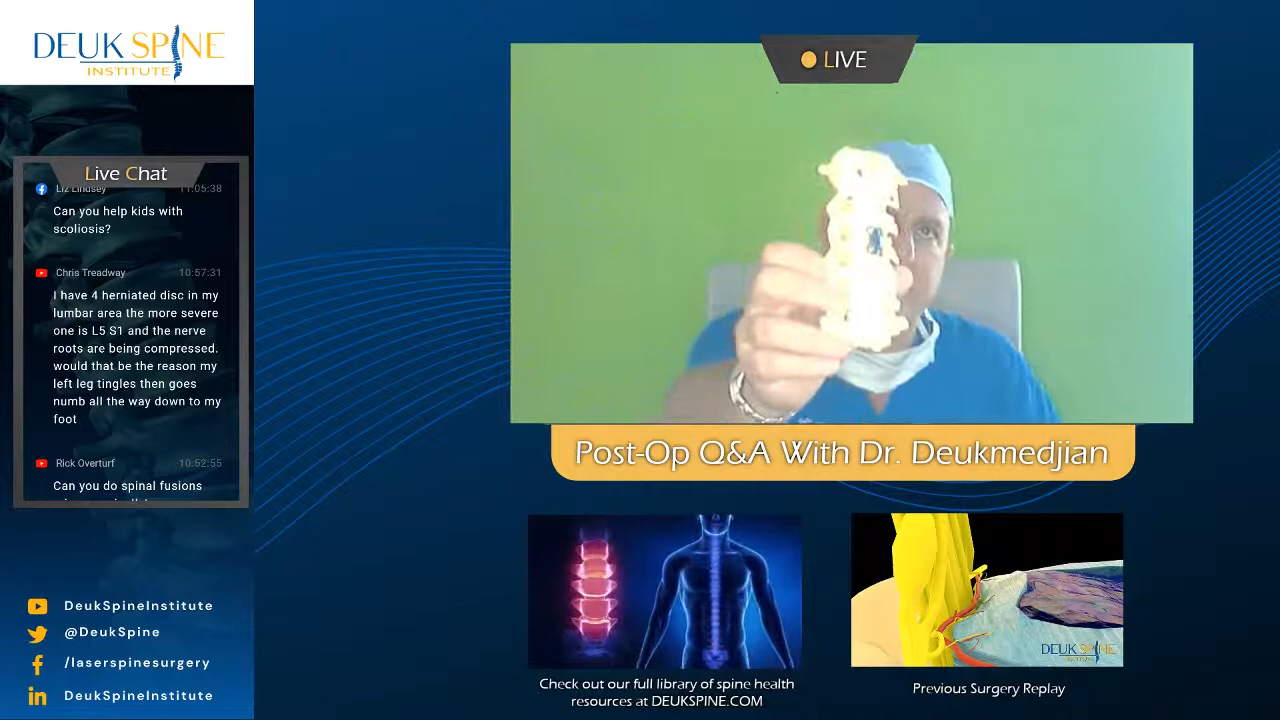 DEUK SPINE
INSTITUTE
Live Chat
Liz Lindsey 11:05:38
Can you help kids with
scoliosis?
Chris Treadway 10:57:31
I have 4 herniated disc in my
lumbar area the more severe
one is L5 S1 and the nerve
roots are being compressed.
would that be the reason my
left leg tingles then goes
numb all the way down to my
foot
Rick Overturf 10:52:55
Can you do spinal fusions
DeukSpineInstitute
@DeukSpine
/laserspinesurgery
DeukSpineInstitute
LIVE
Post-Op Q&A With Dr. Deukmedjian
Check out our full library of spine health
resources at DEUKSPINE.COM
DEUK SPINE
INSTITUTE
Previous Surgery Replay